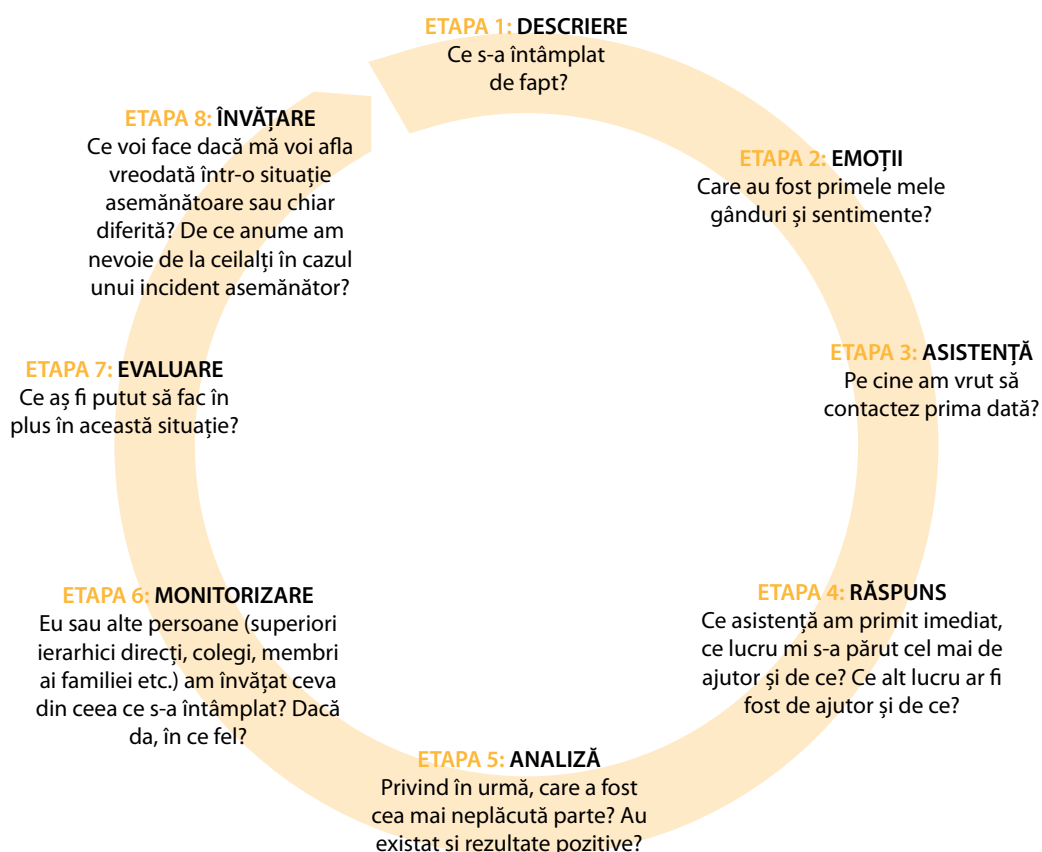 ETAPA 1: DESCRIERE
Ce s-a întâmplat
de fapt?
ETAPA 2: EMOȚII
Care au fost primele mele
gânduri și sentimente?
ETAPA 3: ASISTENȚĂ
Pe cine am vrut să
contactez prima dată?
ETAPA 4: RĂSPUNS
Ce asistență am primit imediat,
ce lucru mi s-a părut cel mai de
ajutor și de ce? Ce alt lucru ar fi
fost de ajutor și de ce?
ETAPA 5: ANALIZĂ
Privind în urmă, care a fost
cea mai neplăcută parte? Au
existat și rezultate pozitive?
ETAPA 6: MONITORIZARE
Eu sau alte persoane (superiori
ierarhici direcți, colegi, membri
ai familiei etc.) am învățat ceva
din ceea ce s-a întâmplat? Dacă
da, în ce fel?
ETAPA 7: EVALUARE
Ce aș fi putut să fac în
plus în această situație?
ETAPA 8: ÎNVĂȚARE
Ce voi face dacă mă voi afla
vreodată într-o situație
asemănătoare sau chiar
diferită? De ce anume am
nevoie de la ceilalți în cazul
unui incident asemănător?